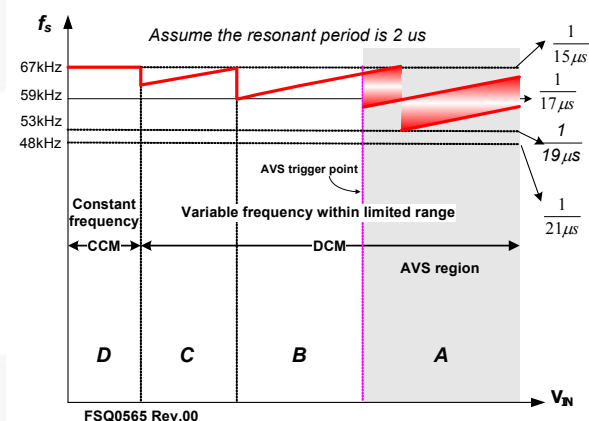 fs
Assume the resonant period is 2 us
67kHz
59kHz
53kHz
48kHz
1
15μs
1
17μs
1
19μs
1
21μs
AVS trigger point
Constant
frequency
Variable frequency within limited range
CCM
DCM
AVS region
D
C
B
A
VIN
FSQ0565 Rev.00